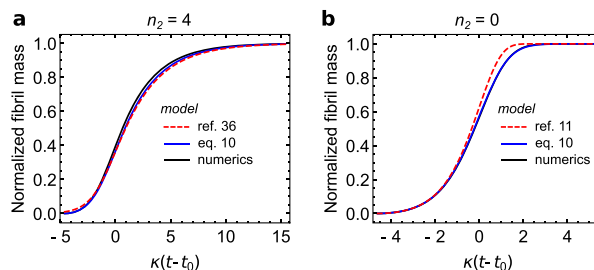 a
n₂ = 4
Normalized fibril mass
1.0
0.8
0.6
0.4
0.2
0.0
model
ref. 36
eq. 10
numerics
-5
0
5
10
15
κ(t-t₀)
b
n₂ = 0
Normalized fibril mass
1.0
0.8
0.6
0.4
0.2
0.0
model
ref. 11
eq. 10
numerics
-4
-2
0
2
4
κ(t-t₀)